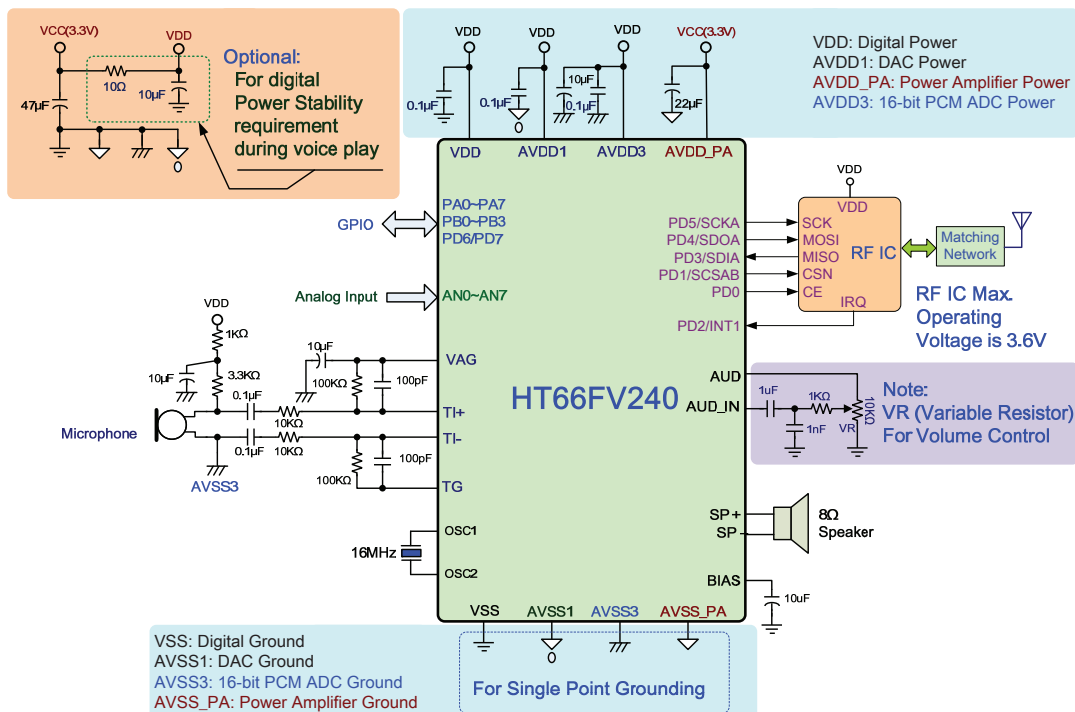 VCC(3.3V)
VDD
10Ω
10µF
47µF
0
Optional:
For digital
Power Stability
requirement
during voice play
VDD
VDD
VDD
VCC(3.3V)
0.1µF
0.1µF
10µF
0.1µF
22µF
0
VDD: Digital Power
AVDD1: DAC Power
AVDD_PA: Power Amplifier Power
AVDD3: 16-bit PCM ADC Power
VDD
AVDD1
AVDD3
AVDD_PA
GPIO
PA0~PA7
PB0~PB3
PD6/PD7
Analog Input
AN0~AN7
PD5/SCKA
PD4/SDOA
PD3/SDIA
PD1/SCSAB
PD0
PD2/INT1
VDD
VDD
SCK
MOSI
MISO
CSN
CE
IRQ
RF IC
Matching
Network
RF IC Max.
Operating
Voltage is 3.6V
VDD
1KΩ
10µF
3.3KΩ
0.1µF
10KΩ
10µF
100KΩ
100pF
Microphone
0.1µF
10KΩ
100KΩ
100pF
AVSS3
VAG
TI+
TI-
TG
HT66FV240
AUD
AUD_IN
1uF
1nF
1KΩ
VR
10KΩ
Note:
VR (Variable Resistor)
For Volume Control
SP+
SP-
8Ω
Speaker
BIAS
10uF
16MHz
OSC1
OSC2
VSS
AVSS1
AVSS3
AVSS_PA
0
VSS: Digital Ground
AVSS1: DAC Ground
AVSS3: 16-bit PCM ADC Ground
AVSS_PA: Power Amplifier Ground
For Single Point Grounding